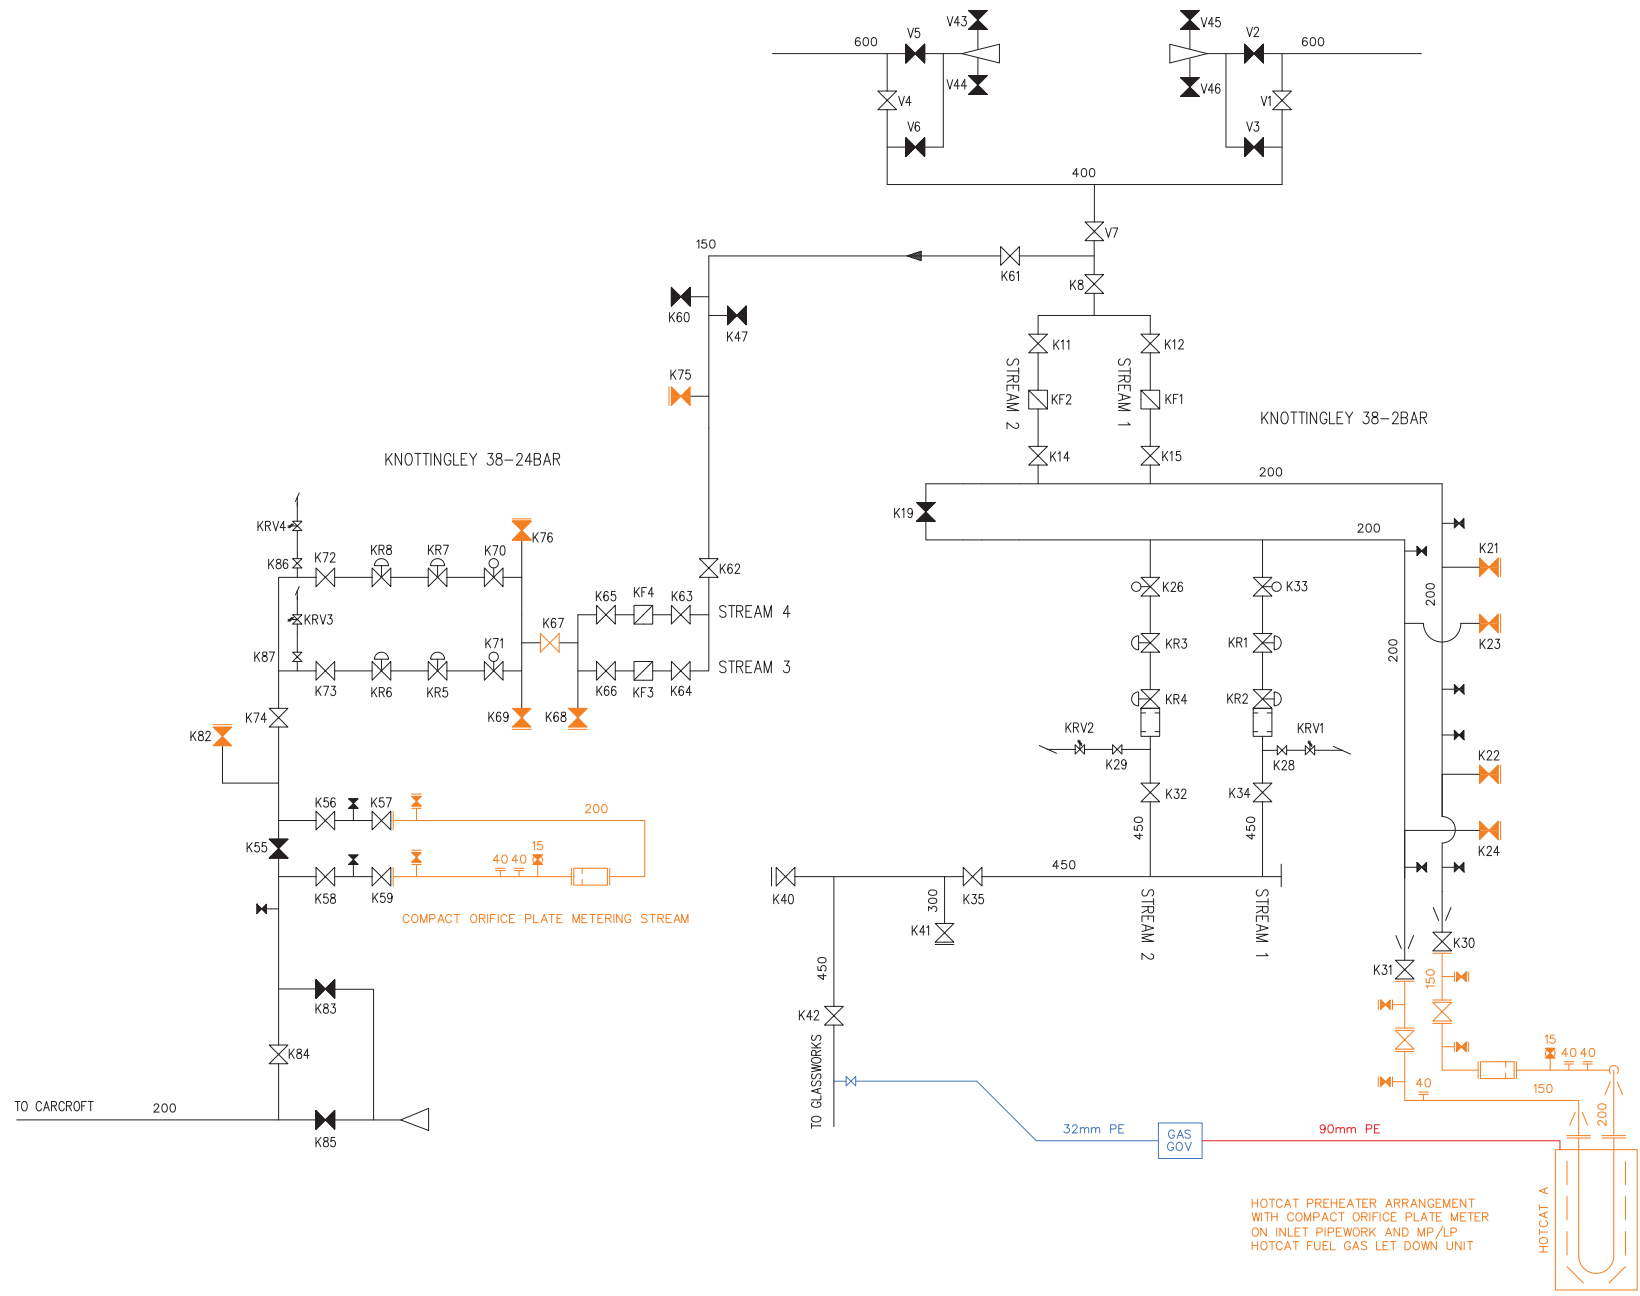 V43
V45
600
V5
V2
600
V44
V46
V4
V1
V6
V3
400
V7
150
K61
K8
K60
K47
K11
K12
STREAM 2
STREAM 1
K75
KF2
KF1
KNOTTINGLEY 38-2BAR
KNOTTINGLEY 38-24BAR
K14
K15
200
K19
200
KRV4
K76
K72
KR8
KR7
K70
K86
K62
K21
K26
K33
200
K65
KF4
K63
STREAM 4
KRV3
K67
K23
K71
KR3
KR1
200
K87
STREAM 3
K73
KR6
KR5
K66
KF3
K64
KR4
KR2
K74
K69
K68
K82
KRV2
KRV1
K29
K28
K22
K56
K57
200
K32
K34
450
450
K55
15
K24
40 40
450
K58
K59
K40
300
K35
COMPACT ORIFICE PLATE METERING STREAM
K41
STREAM 2
STREAM 1
K30
450
K31
150
K83
K42
K84
TO GLASSWORKS
15
40 40
40
150
TO CARCROFT
200
200
K85
32mm PE
GAS
GOV
90mm PE
HOTCAT PREHEATER ARRANGEMENT
WITH COMPACT ORIFICE PLATE METER
ON INLET PIPEWORK AND MP/LP
HOTCAT FUEL GAS LET DOWN UNIT
HOTCAT A